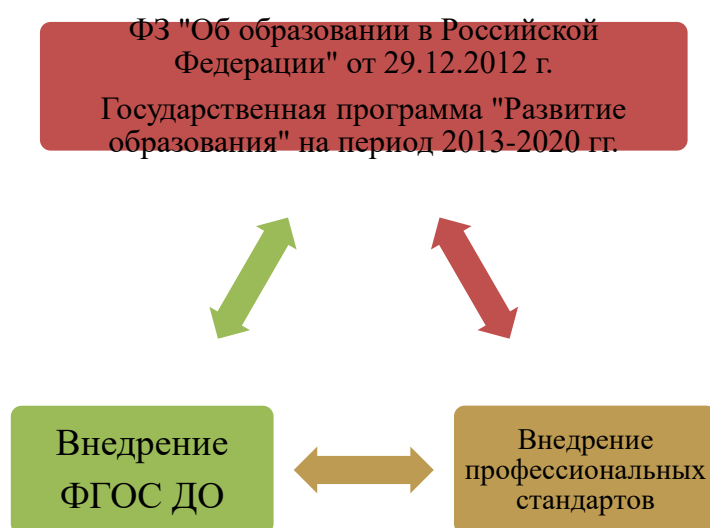 ФЗ "Об образовании в Российской
Федерации" от 29.12.2012 г.
Государственная программа "Развитие
образования" на период 2013-2020 гг.
Внедрение
ФГОС ДО
Внедрение
профессиональных
стандартов